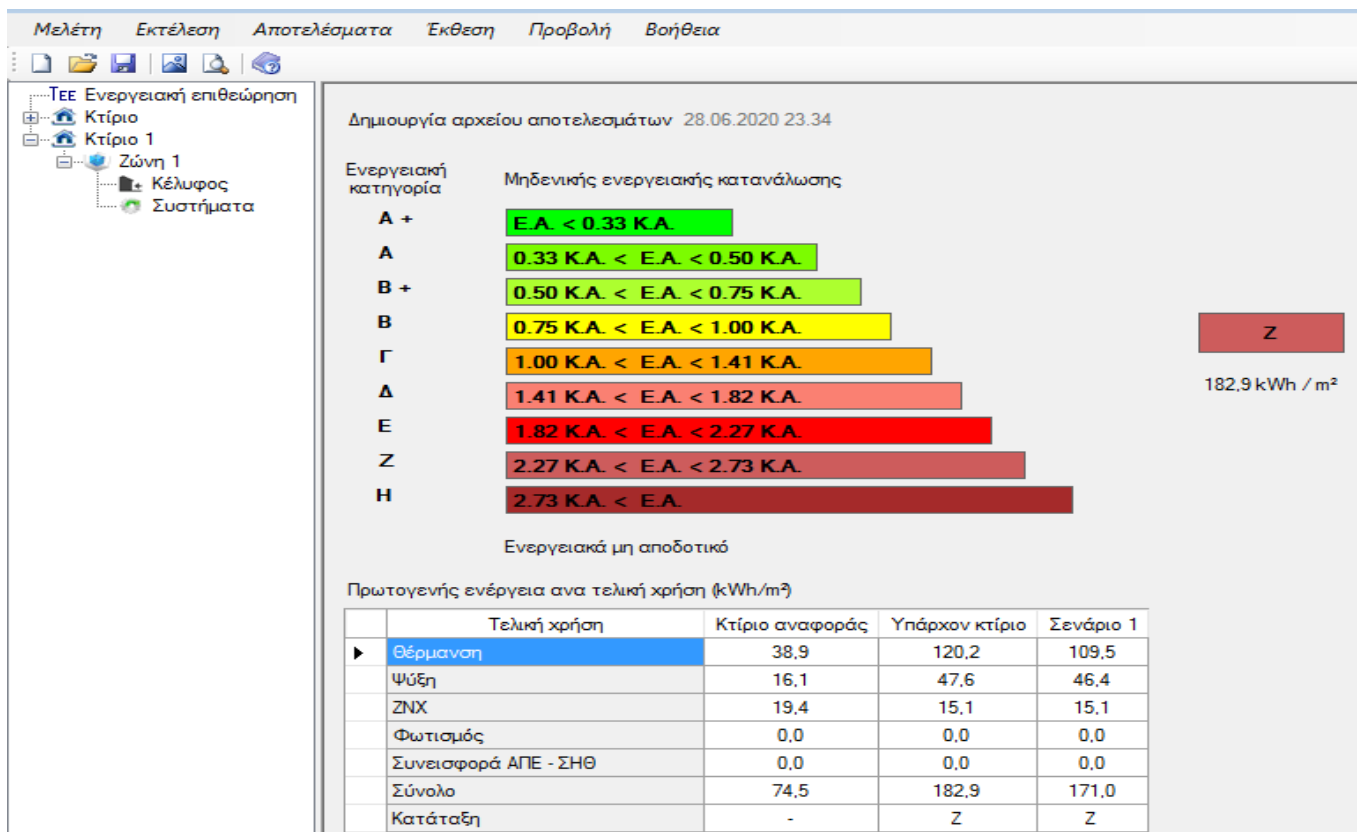 Μελέτη Εκτέλεση Αποτελέσματα Έκθεση Προβολή Βοήθεια
ΤΕΕ Ενεργειακή επιθεώρηση
Κτίριο
Κτίριο 1
Ζώνη 1
Κέλυφος
Συστήματα
Δημιουργία αρχείου αποτελεσμάτων 28.06.2020 23.34
Ενεργειακή κατηγορία
Μηδενικής ενεργειακής κατανάλωσης
Α + Ε.Α. < 0.33 Κ.Α.
Α 0.33 Κ.Α. < Ε.Α. < 0.50 Κ.Α.
Β + 0.50 Κ.Α. < Ε.Α. < 0.75 Κ.Α.
Β 0.75 Κ.Α. < Ε.Α. < 1.00 Κ.Α.
Γ 1.00 Κ.Α. < Ε.Α. < 1.41 Κ.Α.
Δ 1.41 Κ.Α. < Ε.Α. < 1.82 Κ.Α.
Ε 1.82 Κ.Α. < Ε.Α. < 2.27 Κ.Α.
Ζ 2.27 Κ.Α. < Ε.Α. < 2.73 Κ.Α.
Η 2.73 Κ.Α. < Ε.Α.
Ζ
182,9 kWh / m²
Ενεργειακά μη αποδοτικό
Πρωτογενής ενέργεια ανα τελική χρήση (kWh/m²)
Τελική χρήση Κτίριο αναφοράς Υπάρχον κτίριο Σενάριο 1
Θέρμανση 38,9 120,2 109,5
Ψύξη 16,1 47,6 46,4
ΖΝΧ 19,4 15,1 15,1
Φωτισμός 0,0 0,0 0,0
Συνεισφορά ΑΠΕ - ΣΗΘ 0,0 0,0 0,0
Σύνολο 74,5 182,9 171,0
Κατάταξη - Ζ Ζ